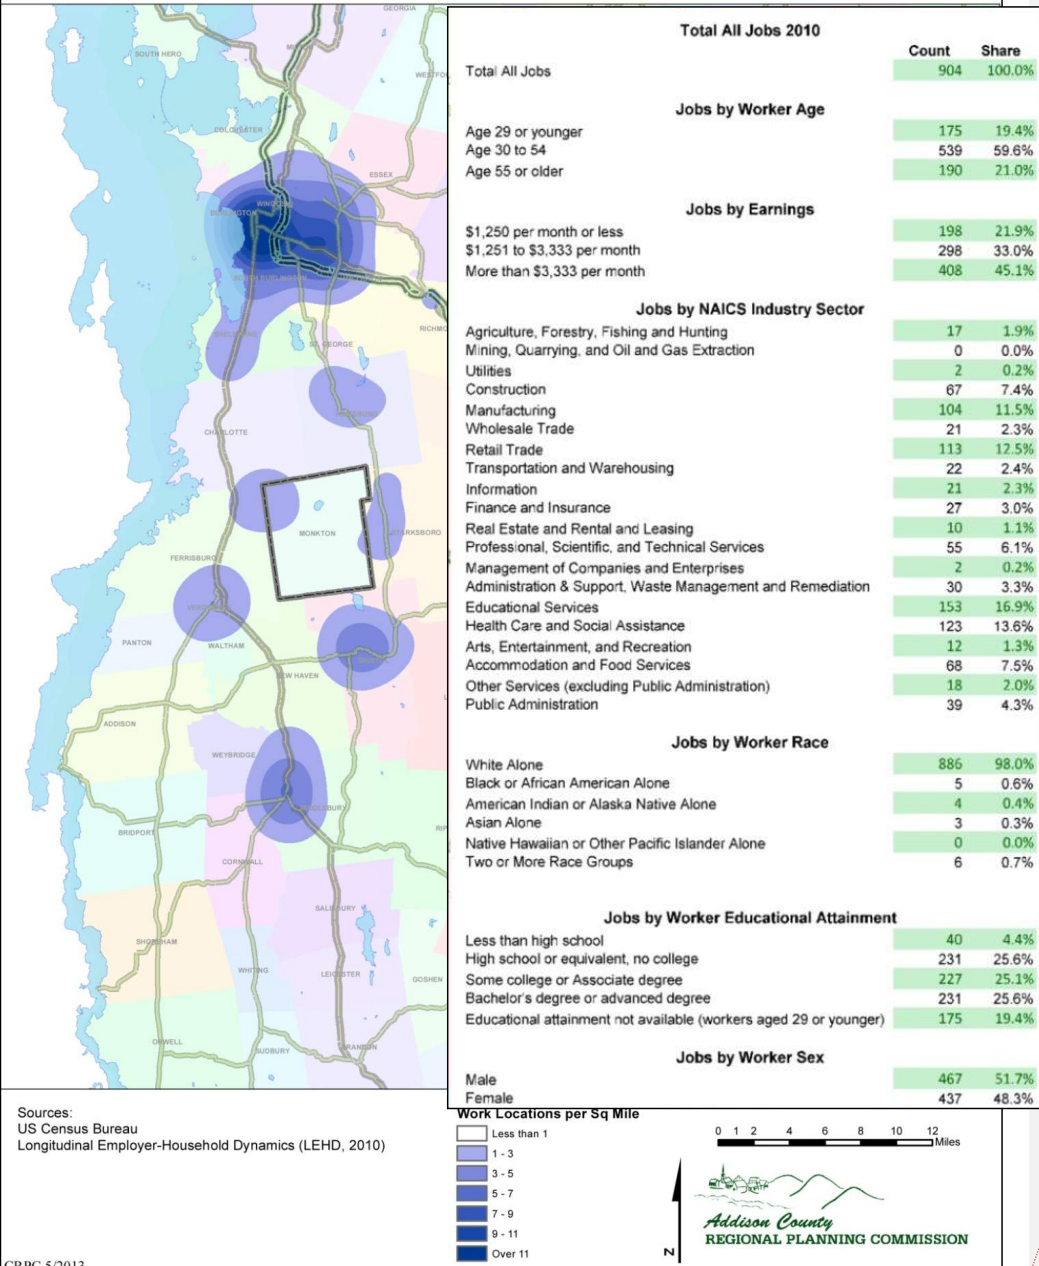 GEORGIA
SOUTH HERO
COLCHESTER
ESSEX
WINOOSKI
BURLINGTON
SOUTH BURLINGTON
RICHMO
SHELBURNE
ST. GEORGE
CHARLOTTE
MONKTON
STARKSBORO
FERRISBURG
PANTON
WALTHAM
NEW HAVEN
ADDISON
WEYBRIDGE
MIDDLEBURY
BRIDPORT
RIP
CORNWALL
SALISBURY
SHOREHAM
WHITING
LEICESTER
GOSHEN
ORWELL
SUDBURY
BRANDON
Total All Jobs 2010
Count Share
Total All Jobs 904 100.0%
Jobs by Worker Age
Age 29 or younger 175 19.4%
Age 30 to 54 539 59.6%
Age 55 or older 190 21.0%
Jobs by Earnings
$1,250 per month or less 198 21.9%
$1,251 to $3,333 per month 298 33.0%
More than $3,333 per month 408 45.1%
Jobs by NAICS Industry Sector
Agriculture, Forestry, Fishing and Hunting 17 1.9%
Mining, Quarrying, and Oil and Gas Extraction 0 0.0%
Utilities 2 0.2%
Construction 67 7.4%
Manufacturing 104 11.5%
Wholesale Trade 21 2.3%
Retail Trade 113 12.5%
Transportation and Warehousing 22 2.4%
Information 21 2.3%
Finance and Insurance 27 3.0%
Real Estate and Rental and Leasing 10 1.1%
Professional, Scientific, and Technical Services 55 6.1%
Management of Companies and Enterprises 2 0.2%
Administration & Support, Waste Management and Remediation 30 3.3%
Educational Services 153 16.9%
Health Care and Social Assistance 123 13.6%
Arts, Entertainment, and Recreation 12 1.3%
Accommodation and Food Services 68 7.5%
Other Services (excluding Public Administration) 18 2.0%
Public Administration 39 4.3%
Jobs by Worker Race
White Alone 886 98.0%
Black or African American Alone 5 0.6%
American Indian or Alaska Native Alone 4 0.4%
Asian Alone 3 0.3%
Native Hawaiian or Other Pacific Islander Alone 0 0.0%
Two or More Race Groups 6 0.7%
Jobs by Worker Educational Attainment
Less than high school 40 4.4%
High school or equivalent, no college 231 25.6%
Some college or Associate degree 227 25.1%
Bachelor's degree or advanced degree 231 25.6%
Educational attainment not available (workers aged 29 or younger) 175 19.4%
Jobs by Worker Sex
Male 467 51.7%
Female 437 48.3%
Sources:
US Census Bureau
Longitudinal Employer-Household Dynamics (LEHD, 2010)
Work Locations per Sq Mile
Less than 1
1 - 3
3 - 5
5 - 7
7 - 9
9 - 11
Over 11
0 1 2 4 6 8 10 12
Miles
N
Addison County
REGIONAL PLANNING COMMISSION